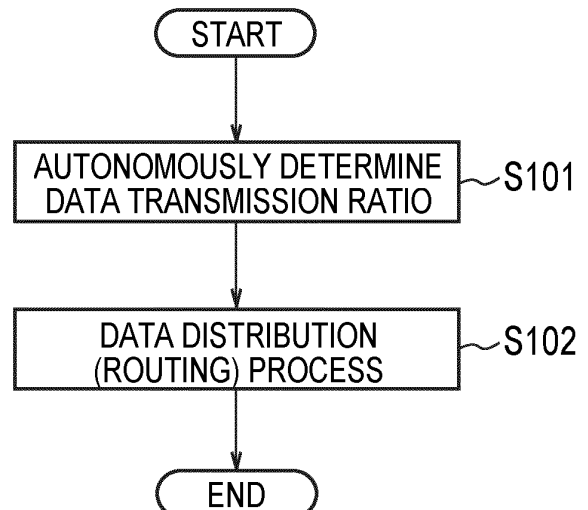 START
AUTONOMOUSLY DETERMINE
DATA TRANSMISSION RATIO
S101
DATA DISTRIBUTION
(ROUTING) PROCESS
S102
END